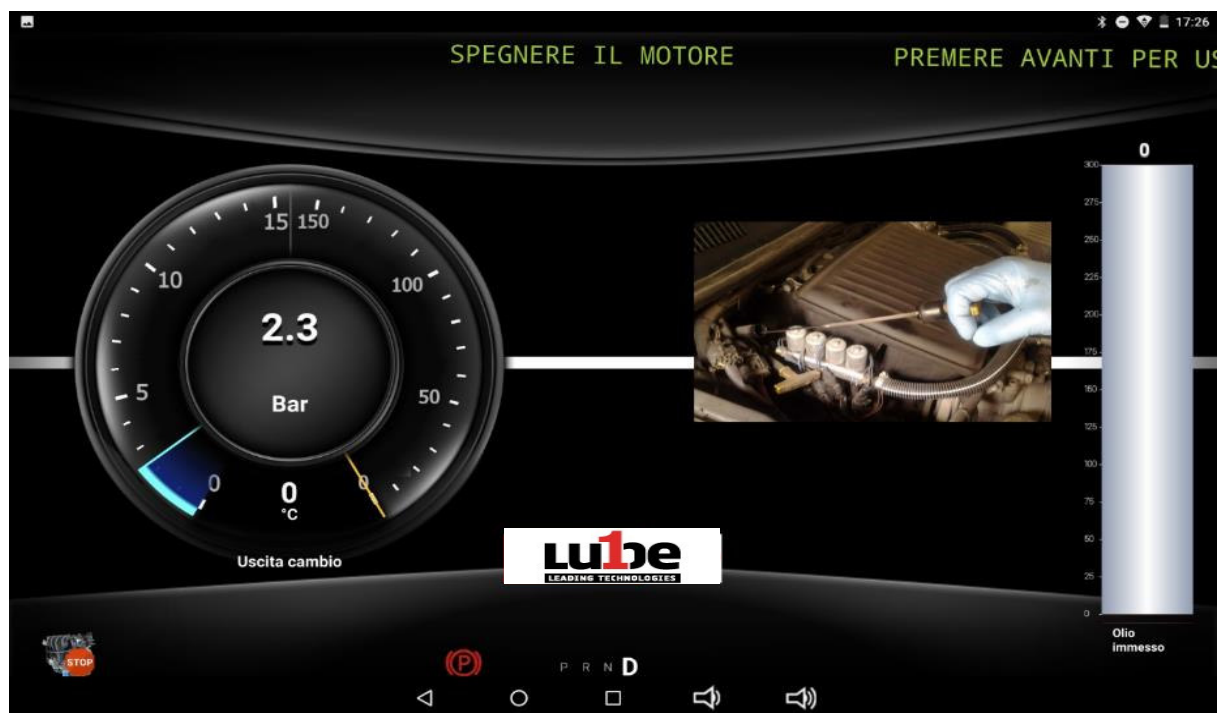 17:26
SPEGNERE IL MOTORE
PREMERE AVANTI PER US
0
300
275
250
225
200
175
150
125
100
75
50
25
0
Olio
immesso
15 150
10 100
5 50
0 0
2.3
Bar
0
°C
Uscita cambio
Lu1be
LEADING TECHNOLOGIES
STOP
P
P R N D